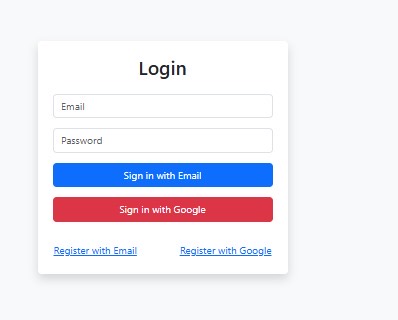 Login
Email
Password
Sign in with Email
Sign in with Google
Register with Email Register with Google